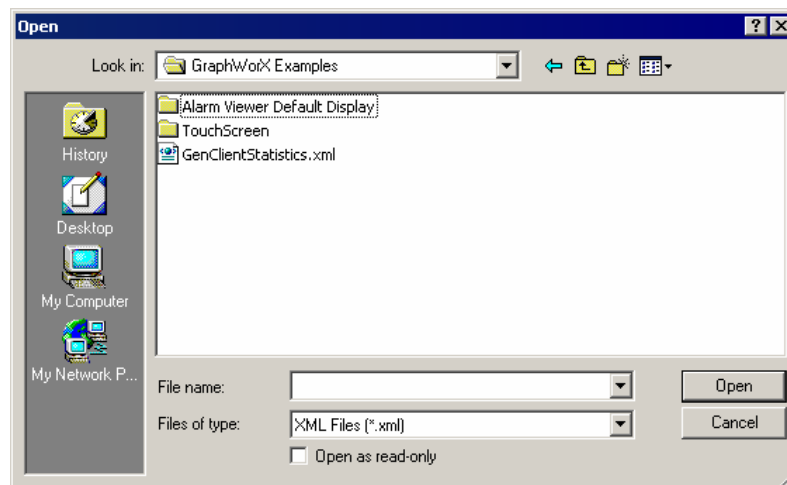 Open
Look in: GraphWorX Examples
History
Desktop
My Computer
My Network P...
Alarm Viewer Default Display
TouchScreen
GenClientStatistics.xml
File name:
Open
Files of type: XML Files (*.xml)
Cancel
Open as read-only